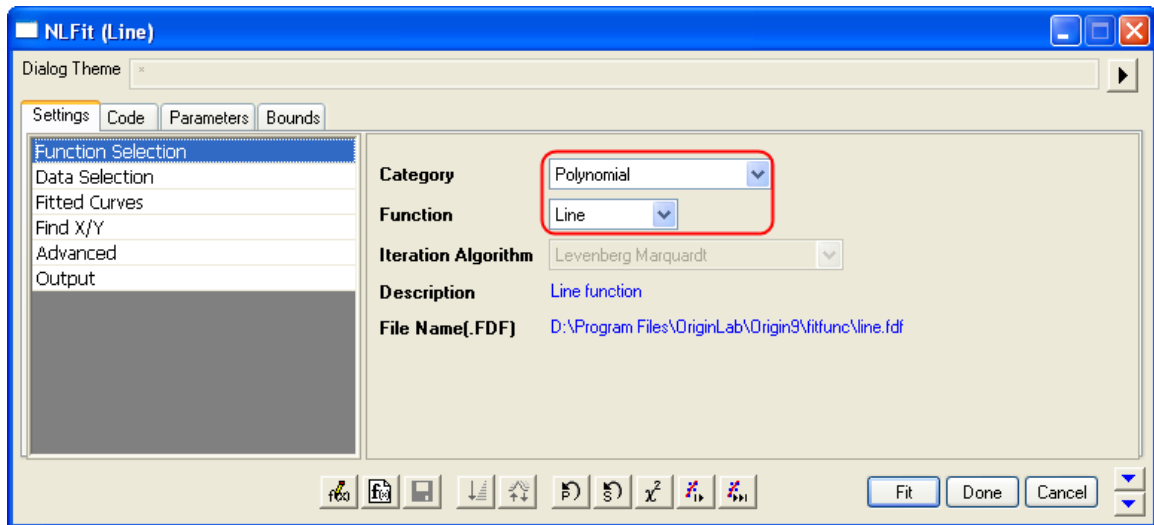 NLFit (Line)
Dialog Theme *
Settings Code Parameters Bounds
Function Selection
Data Selection
Fitted Curves
Find X/Y
Advanced
Output
Category Polynomial
Function Line
Iteration Algorithm Levenberg Marquardt
Description Line function
File Name(.FDF) D:\Program Files\OriginLab\Origin9\fitfunc\line.fdf
Fit Done Cancel